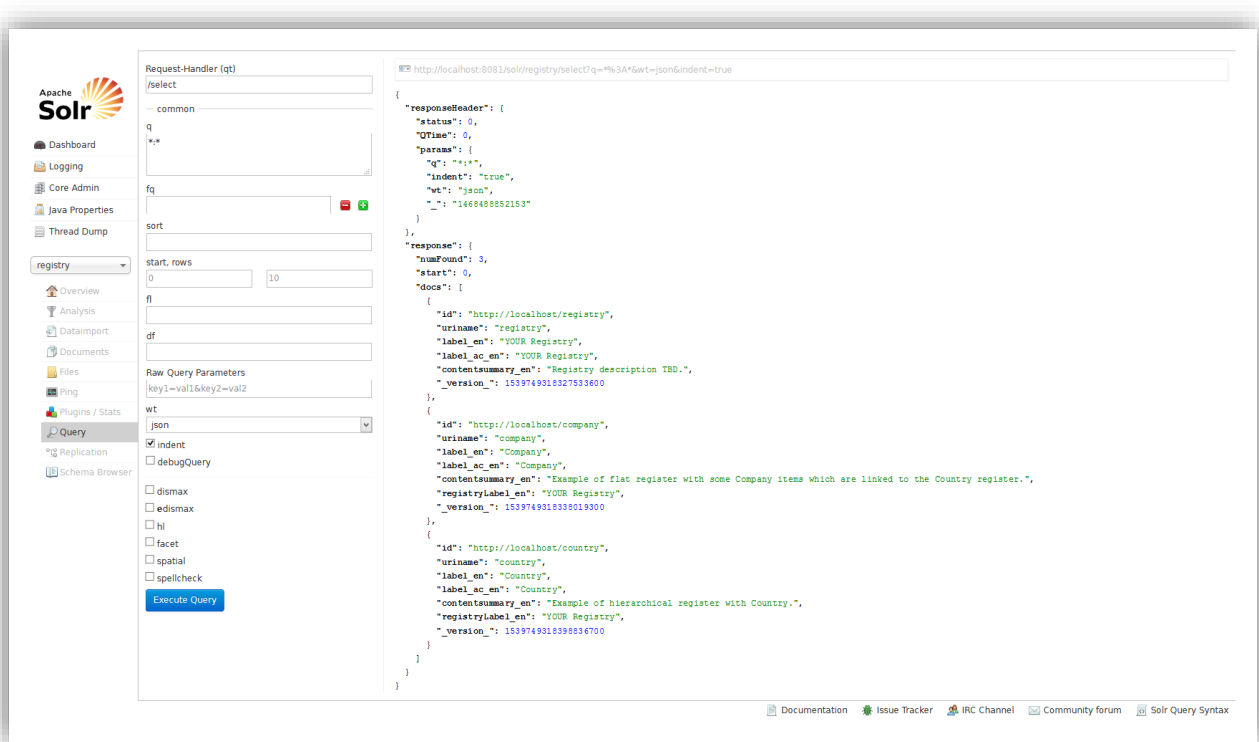 Apache
Solr
Dashboard
Logging
Core Admin
Java Properties
Thread Dump
registry
Overview
Analysis
Dataimport
Documents
Files
Ping
Plugins / Stats
Query
Replication
Schema Browser
Request-Handler (qt)
/select
common
q
*:*
fq
sort
start, rows
0 10
fl
df
Raw Query Parameters
key1=val1&key2=val2
wt
json
indent
debugQuery
dismax
edismax
hl
facet
spatial
spellcheck
Execute Query
http://localhost:8081/solr/registry/select?q=*%3A*&wt=json&indent=true
{
"responseHeader": {
"status": 0,
"QTime": 0,
"params": {
"q": "*:*",
"indent": "true",
"wt": "json",
"_": "1468488852153"
}
},
"response": {
"numFound": 3,
"start": 0,
"docs": [
{
"id": "http://localhost/registry",
"uriname": "registry",
"label_en": "YOUR Registry",
"label_ac_en": "YOUR Registry",
"contentsummary_en": "Registry description TBD.",
"_version_": 1539749318327533600
},
{
"id": "http://localhost/company",
"uriname": "company",
"label_en": "Company",
"label_ac_en": "Company",
"contentsummary_en": "Example of flat register with some Company items which are linked to the Country register.",
"registryLabel_en": "YOUR Registry",
"_version_": 1539749318338019300
},
{
"id": "http://localhost/country",
"uriname": "country",
"label_en": "Country",
"label_ac_en": "Country",
"contentsummary_en": "Example of hierarchical register with Country.",
"registryLabel_en": "YOUR Registry",
"_version_": 1539749318398836700
}
]
}
}
Documentation Issue Tracker IRC Channel Community forum Solr Query Syntax